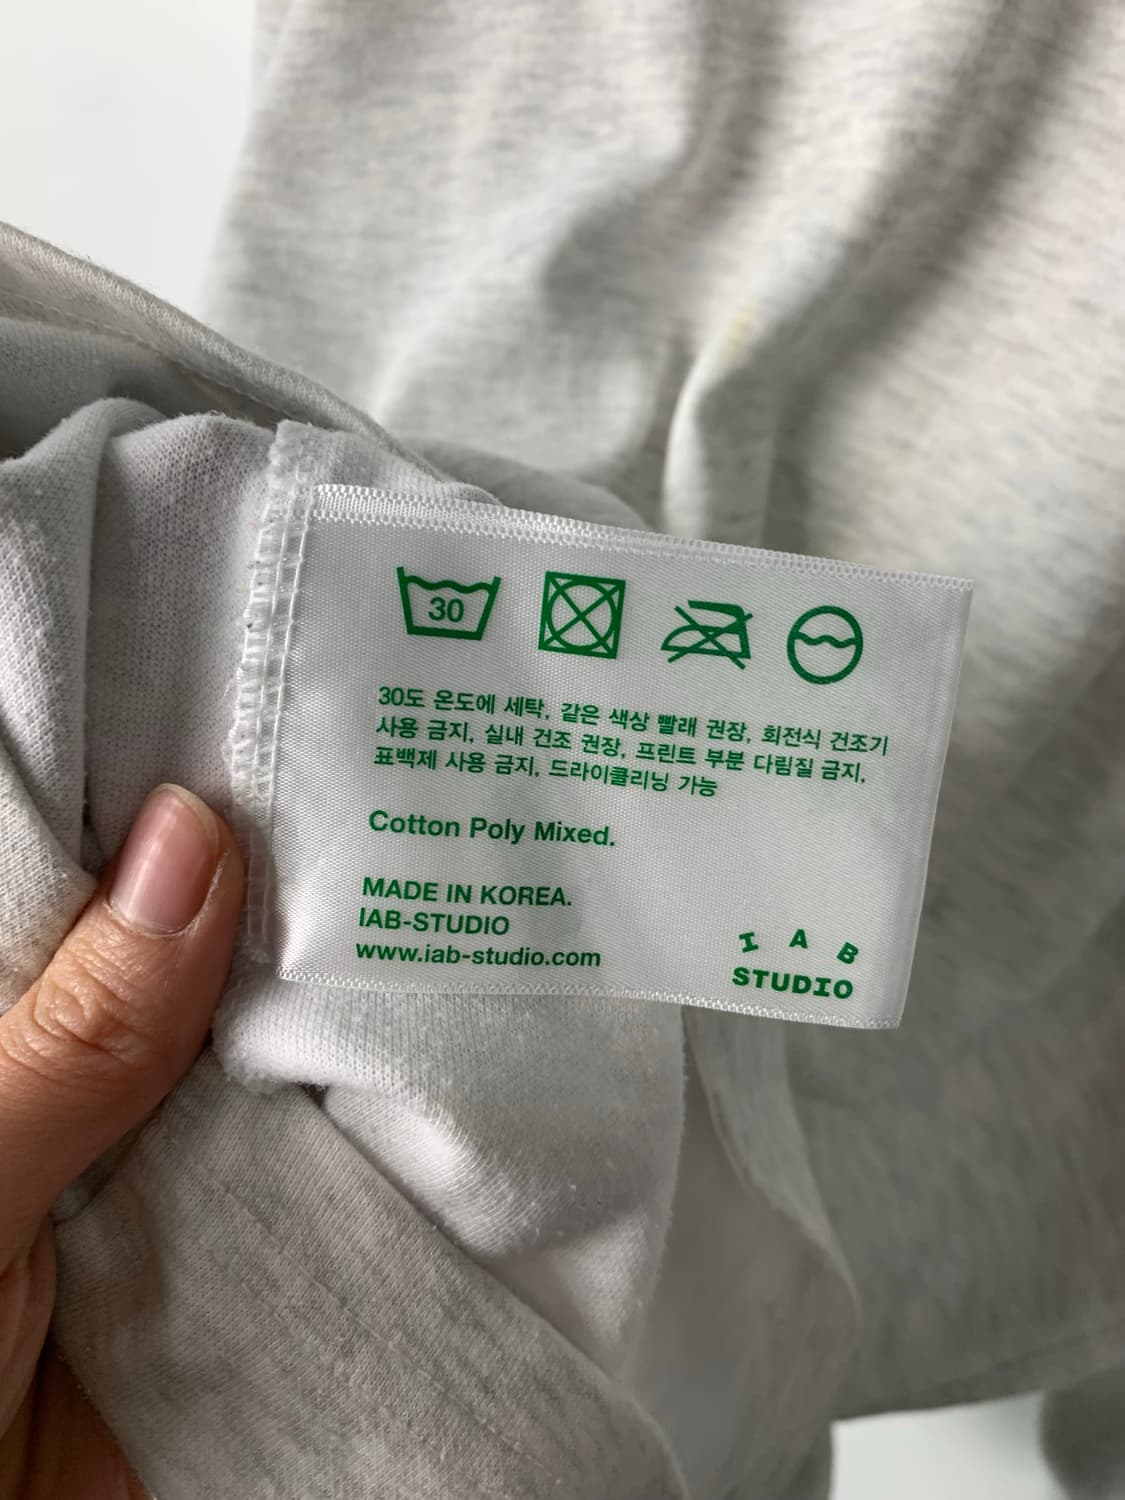 30
30도 온도에 세탁, 같은 색상 빨래 권장, 회전식 건조기
사용 금지, 실내 건조 권장, 프린트 부분 다림질 금지,
표백제 사용 금지, 드라이클리닝 가능
Cotton Poly Mixed.
MADE IN KOREA.
IAB-STUDIO
www.iab-studio.com
I A B
STUDIO